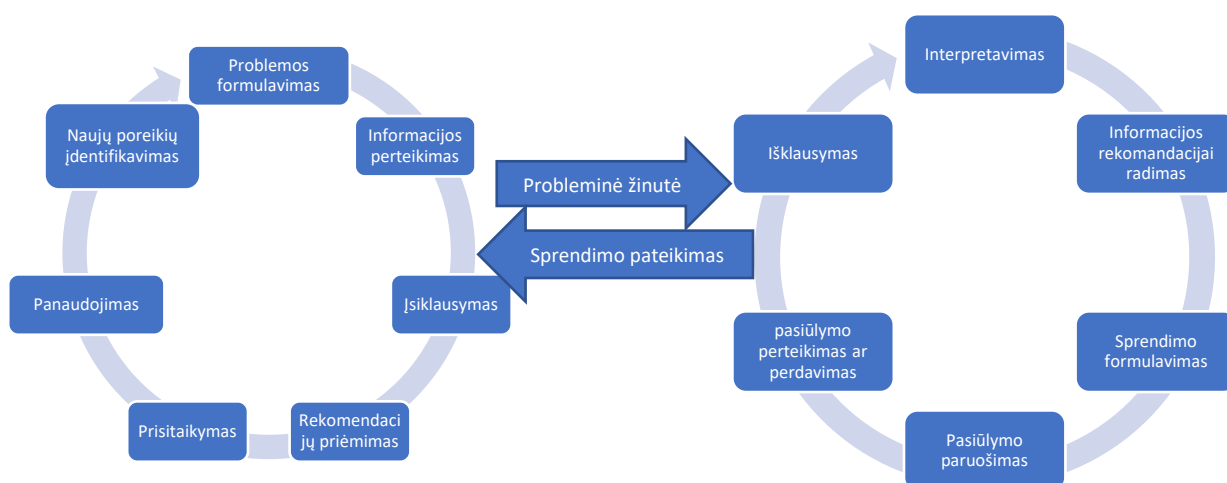 Problemos
formulavimas
Informacijos
perteikimas
Įsiklausymas
Rekomendaci
jų priėmimas
Prisitaikymas
Panaudojimas
Naujų poreikių
įdentifikavimas
Probleminė žinutė
Sprendimo pateikimas
Interpretavimas
Informacijos
rekomandacijai
radimas
Sprendimo
formulavimas
Pasiūlymo
paruošimas
pasiūlymo
perteikimas ar
perdavimas
Išklausymas